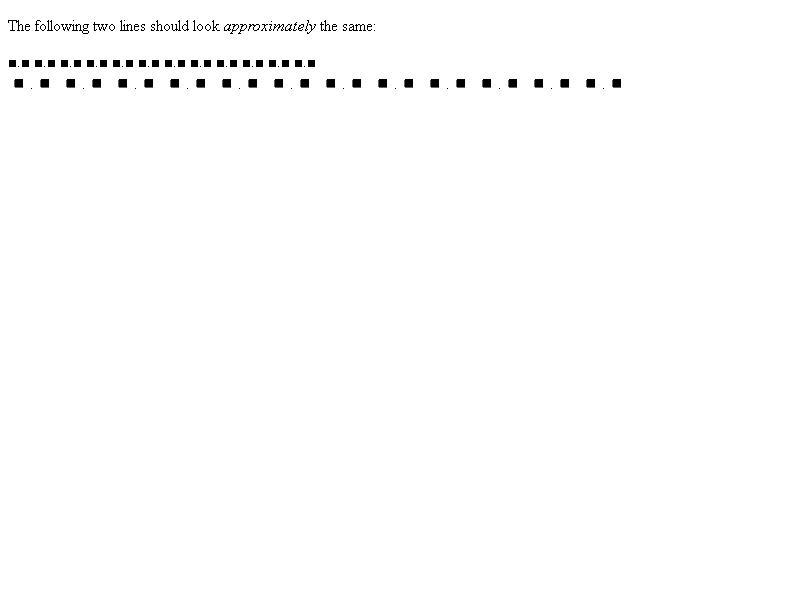 The following two lines should look approximately the same:
▪.▪ ▪.▪ ▪.▪ ▪.▪ ▪.▪ ▪.▪ ▪.▪ ▪.▪ ▪.▪ ▪.▪ ▪.▪ ▪.▪
▪ . ▪ ▪ . ▪ ▪ . ▪ ▪ . ▪ ▪ . ▪ ▪ . ▪ ▪ . ▪ ▪ . ▪ ▪ . ▪ ▪ . ▪ ▪ . ▪ ▪ . ▪